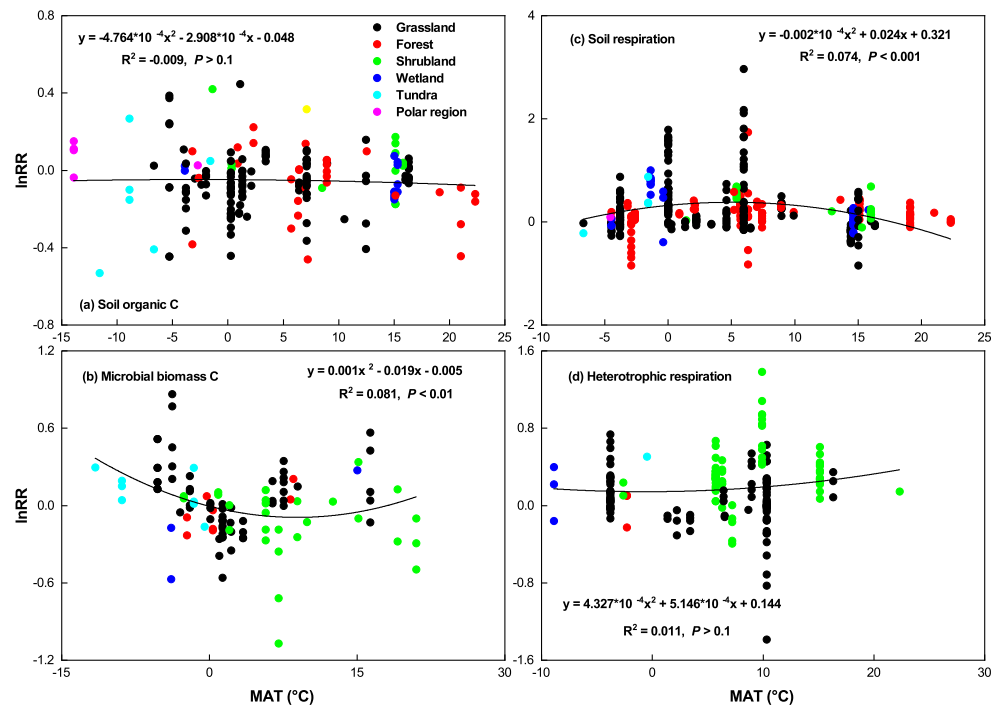 0.8
0.4
0.0
-0.4
-0.8
lnRR
y = -4.764*10 -4x2 - 2.908*10 -4x - 0.048
R2 = -0.009, P > 0.1
Grassland
Forest
Shrubland
Wetland
Tundra
Polar region
(a) Soil organic C
-15 -10 -5 0 5 10 15 20 25
4
2
0
-2
(c) Soil respiration
y = -0.002*10 -4x2 + 0.024x + 0.321
R2 = 0.074, P < 0.001
-10 -5 0 5 10 15 20 25
1.2
0.6
0.0
-0.6
-1.2
lnRR
(b) Microbial biomass C
y = 0.001x 2 - 0.019x - 0.005
R2 = 0.081, P < 0.01
0 15 30
MAT (°C)
1.6
0.8
0.0
-0.8
-1.6
(d) Heterotrophic respiration
y = 4.327*10 -4x2 + 5.146*10 -4x + 0.144
R2 = 0.011, P > 0.1
-10 0 10 20 30
MAT (°C)